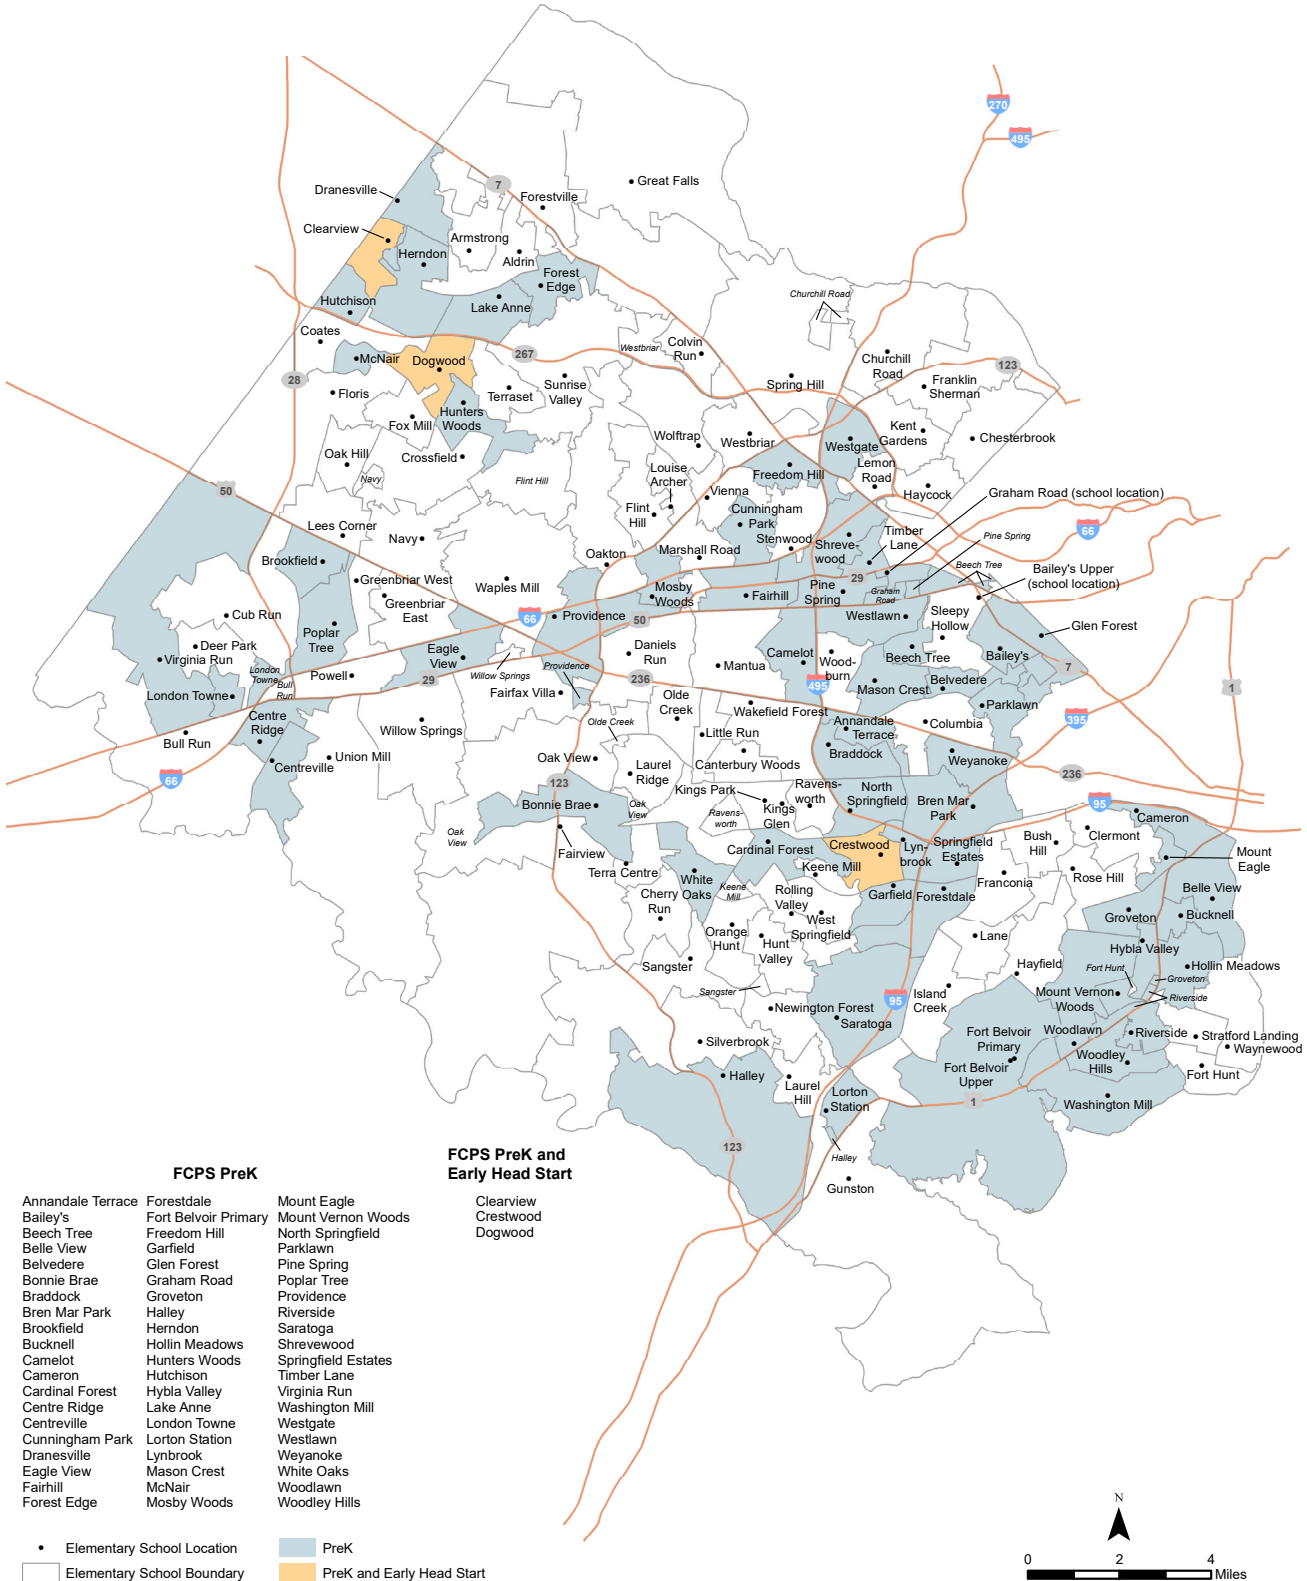 270
495
7
Great Falls
Dranesville
Forestville
Clearview
Armstrong
Herndon
Aldrin
Forest
Edge
Hutchison
Lake Anne
Churchill Road
Coates
Westbriar
Colvin
Run
McNair
Dogwood
267
Churchill
Road
123
28
Floris
Terraset
Sunrise
Valley
Spring Hill
Franklin
Sherman
Fox Mill
Hunters
Woods
Wolftrap
Westbriar
Westgate
Kent
Gardens
Chesterbrook
Oak Hill
Crossfield
Navy
Flint Hill
Louise
Archer
Freedom Hill
Lemon
Road
Haycock
50
Vienna
Graham Road (school location)
Flint
Hill
Cunningham
Park
Lees Corner
Navy
Stenwood
Shreve-
wood
Timber
Lane
Pine Spring
66
Brookfield
Oakton
Marshall Road
Beech Tree
Bailey's Upper
(school location)
Greenbriar West
Waples Mill
Mosby
Woods
Fairhill
Pine
Spring
29
Graham
Road
Greenbriar
East
Cub Run
66
Providence
50
Westlawn
Sleepy
Hollow
Glen Forest
Poplar
Tree
Deer Park
Virginia Run
Eagle
View
Daniels
Run
Camelot
Wood-
burn
Beech Tree
Bailey's
7
London
Towne
Bull
Run
Powell
Willow Springs
Providence
Mantua
236
495
Mason Crest
Belvedere
1
London Towne
29
Fairfax Villa
Olde
Creek
Wakefield Forest
Parklawn
Centre
Ridge
Willow Springs
Olde Creek
Little Run
Annandale
Terrace
Columbia
395
Bull Run
Union Mill
Centreville
Oak View
Laurel
Ridge
Canterbury Woods
Braddock
Weyanoke
66
123
Kings Park
Ravens-
worth
North
Springfield
236
Bonnie Brae
Oak
View
Ravens-
worth
Kings
Glen
Bren Mar
Park
95
Cameron
Oak
View
Fairview
Cardinal Forest
Crestwood
Lyn-
brook
Springfield
Estates
Bush
Hill
Clermont
Mount
Eagle
Terra Centre
White
Oaks
Keene Mill
Franconia
Rose Hill
Cherry
Run
Keene
Mill
Rolling
Valley
Garfield
Forestdale
Belle View
West
Springfield
Groveton
Bucknell
Orange
Hunt
Hunt
Valley
Lane
Hybla Valley
Sangster
Hayfield
Fort Hunt
Hollin Meadows
Groveton
Sangster
95
Island
Creek
Mount Vernon
Woods
Riverside
Newington Forest
Saratoga
Silverbrook
Fort Belvoir
Primary
Woodlawn
Riverside
Stratford Landing
Waynewood
Halley
Laurel
Hill
Fort Belvoir
Upper
Woodley
Hills
Fort Hunt
Lorton
Station
1
Washington Mill
123
Halley
Gunston
FCPS PreK
FCPS PreK and
Early Head Start
Annandale Terrace Forestdale Mount Eagle Clearview
Bailey's Fort Belvoir Primary Mount Vernon Woods Crestwood
Beech Tree Freedom Hill North Springfield Dogwood
Belle View Garfield Parklawn
Belvedere Glen Forest Pine Spring
Bonnie Brae Graham Road Poplar Tree
Braddock Groveton Providence
Bren Mar Park Halley Riverside
Brookfield Herndon Saratoga
Bucknell Hollin Meadows Shrevewood
Camelot Hunters Woods Springfield Estates
Cameron Hutchison Timber Lane
Cardinal Forest Hybla Valley Virginia Run
Centre Ridge Lake Anne Washington Mill
Centreville London Towne Westgate
Cunningham Park Lorton Station Westlawn
Dranesville Lynbrook Weyanoke
Eagle View Mason Crest White Oaks
Fairhill McNair Woodlawn
Forest Edge Mosby Woods Woodley Hills
Elementary School Location PreK
Elementary School Boundary PreK and Early Head Start
N
0 2 4
Miles